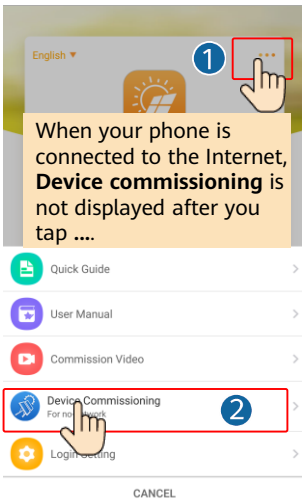 English ▼
1
...
When your phone is
connected to the Internet,
Device commissioning is
not displayed after you
tap ....
Quick Guide
User Manual
Commission Video
Device Commissioning
For no network
2
Login Setting
CANCEL